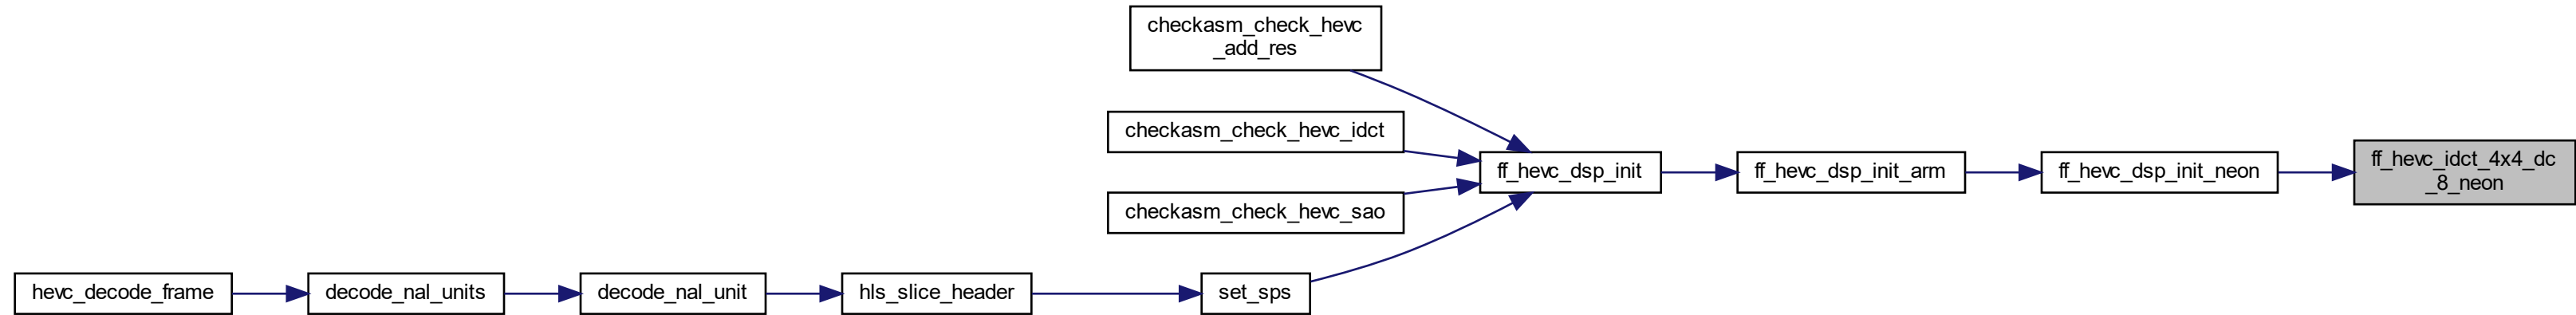 checkasm_check_hevc
_add_res
checkasm_check_hevc_idct
checkasm_check_hevc_sao
ff_hevc_dsp_init
ff_hevc_dsp_init_arm
ff_hevc_dsp_init_neon
ff_hevc_idct_4x4_dc
_8_neon
hevc_decode_frame
decode_nal_units
decode_nal_unit
hls_slice_header
set_sps